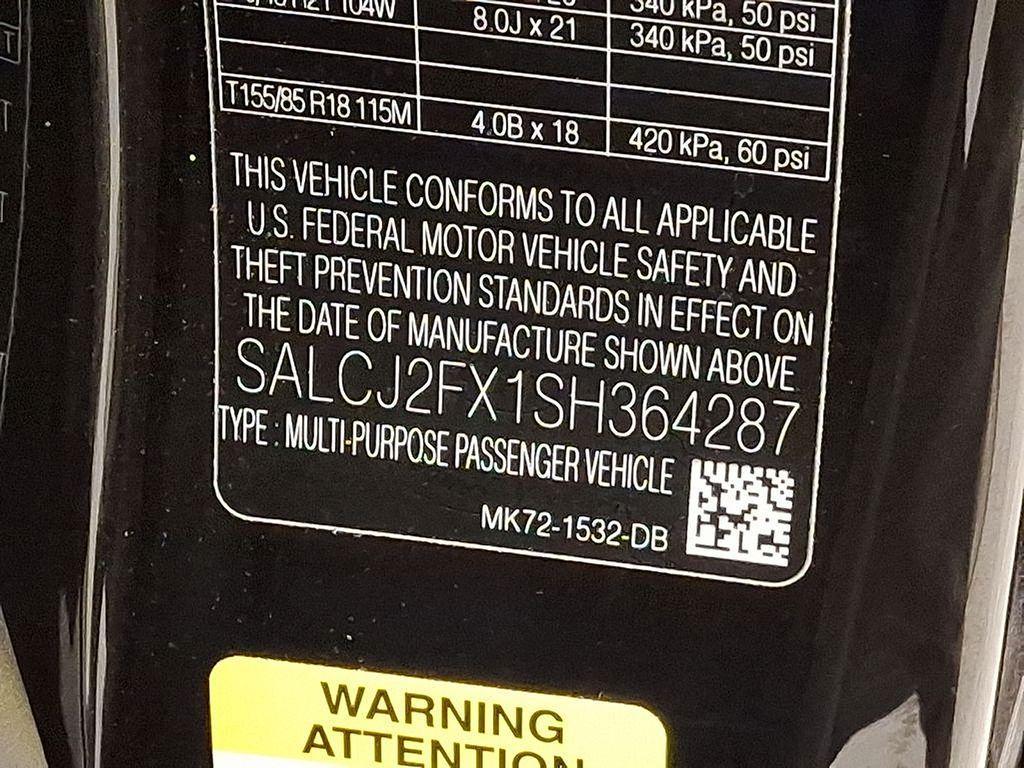 104W
8.0J x 21 340 kPa, 50 psi
340 kPa, 50 psi
T155/85 R18 115M 4.0B x 18 420 kPa, 60 psi
THIS VEHICLE CONFORMS TO ALL APPLICABLE
U.S. FEDERAL MOTOR VEHICLE SAFETY AND
THEFT PREVENTION STANDARDS IN EFFECT ON
THE DATE OF MANUFACTURE SHOWN ABOVE
SALCJ2FX1SH364287
TYPE : MULTI-PURPOSE PASSENGER VEHICLE
MK72-1532-DB
WARNING
ATTENTION